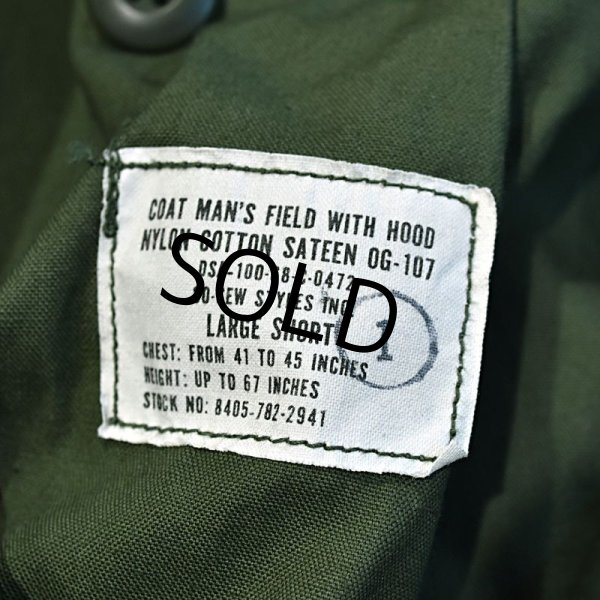 COAT MAN'S FIELD WITH HOOD
NYLON COTTON SATEEN OG-107
SOLD
LARGE SHORT
1
CHEST: FROM 41 TO 45 INCHES
HEIGHT: UP TO 67 INCHES
STOCK NO: 8405-782-2941